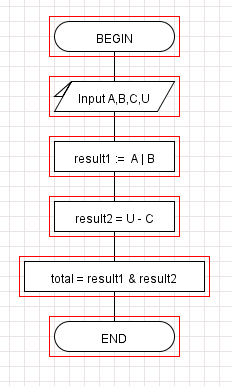 BEGIN
Input A,B,C,U
result1 := A | B
result2 = U - C
total = result1 & result2
END